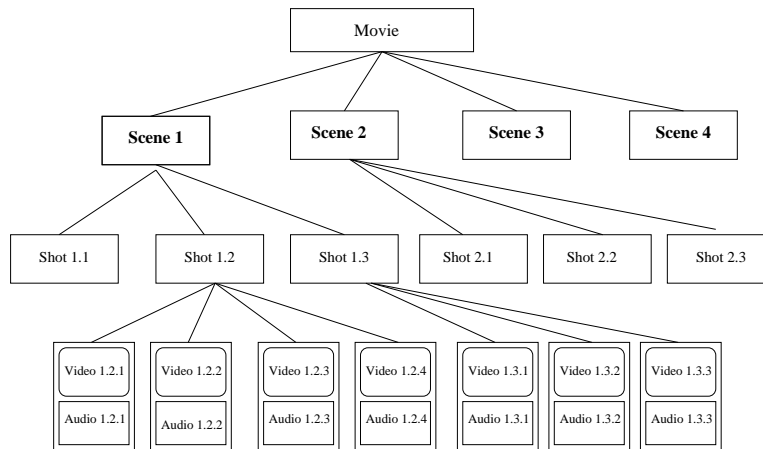 Movie
Scene 1
Scene 2
Scene 3
Scene 4
Shot 1.1
Shot 1.2
Shot 1.3
Shot 2.1
Shot 2.2
Shot 2.3
Video 1.2.1
Video 1.2.2
Video 1.2.3
Video 1.2.4
Video 1.3.1
Video 1.3.2
Video 1.3.3
Audio 1.2.1
Audio 1.2.2
Audio 1.2.3
Audio 1.2.4
Audio 1.3.1
Audio 1.3.2
Audio 1.3.3